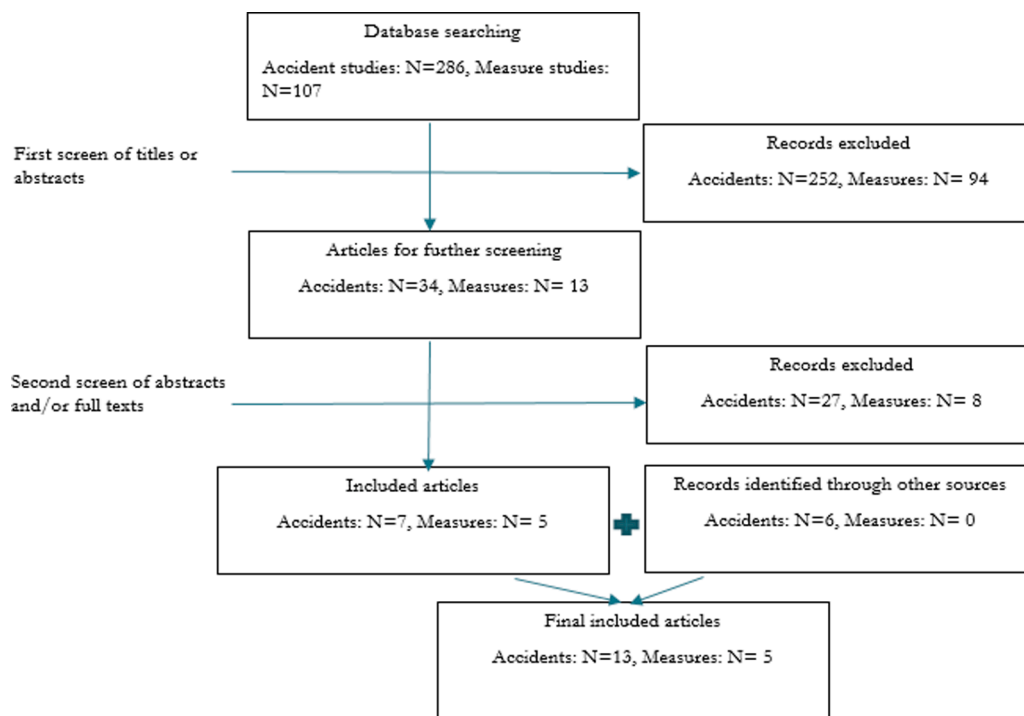 Database searching
Accident studies: N=286, Measure studies:
N=107
First screen of titles or
abstracts
Records excluded
Accidents: N=252, Measures: N= 94
Articles for further screening
Accidents: N=34, Measures: N= 13
Second screen of abstracts
and/or full texts
Records excluded
Accidents: N=27, Measures: N= 8
Included articles
Accidents: N=7, Measures: N= 5
Records identified through other sources
Accidents: N=6, Measures: N= 0
Final included articles
Accidents: N=13, Measures: N= 5